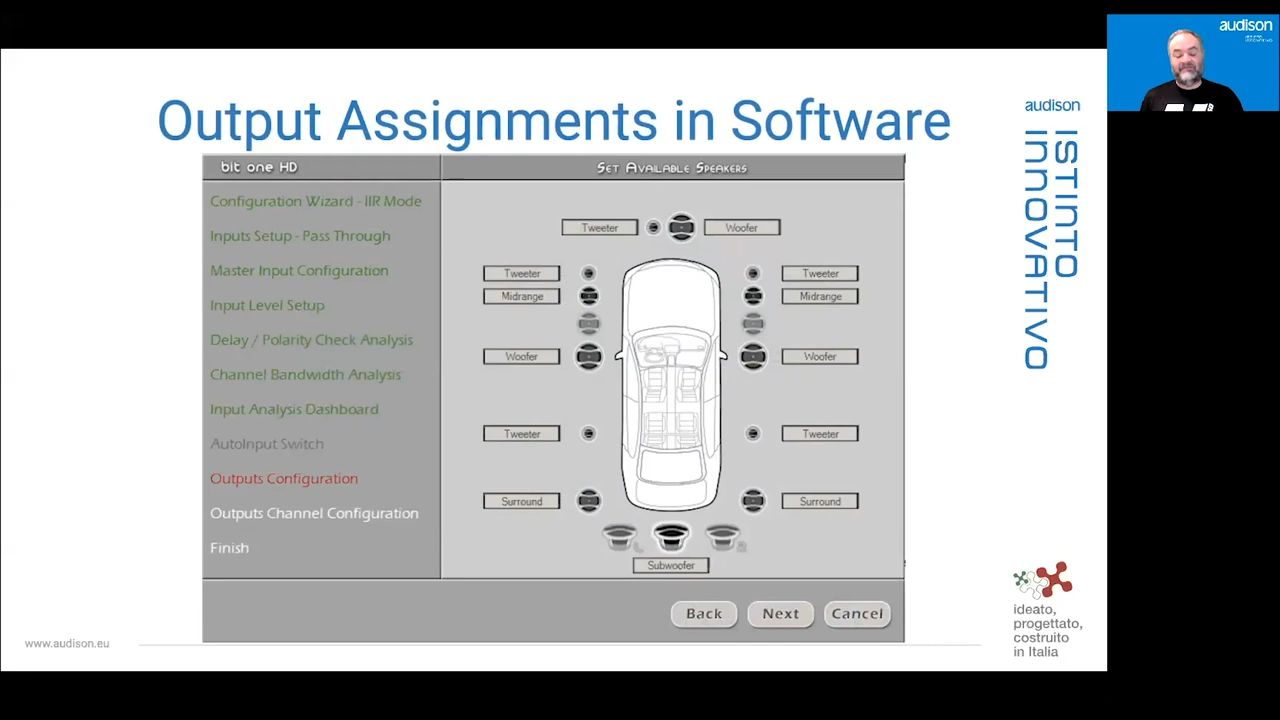 audison
Output Assignments in Software
audison
ISTINTO
INNOVATIVO
bit one HD
Set Available Speakers
Configuration Wizard - IIR Mode
Inputs Setup - Pass Through
Master Input Configuration
Input Level Setup
Delay / Polarity Check Analysis
Channel Bandwidth Analysis
Input Analysis Dashboard
AutoInput Switch
Outputs Configuration
Outputs Channel Configuration
Finish
Tweeter
Woofer
Tweeter
Tweeter
Midrange
Midrange
Woofer
Woofer
Tweeter
Tweeter
Surround
Surround
Subwoofer
Back
Next
Cancel
ideato,
progettato,
costruito
in Italia
www.audison.eu